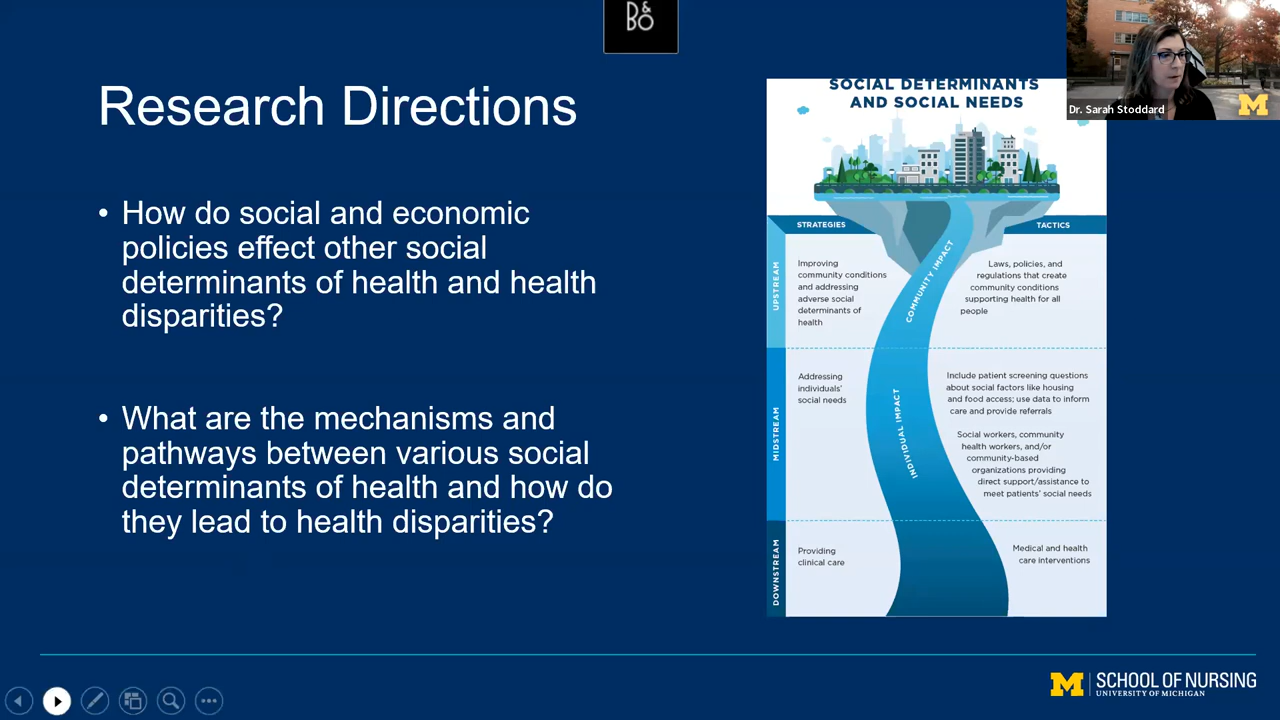 D&
BO
Research Directions
• How do social and economic
policies effect other social
determinants of health and health
disparities?
• What are the mechanisms and
pathways between various social
determinants of health and how do
they lead to health disparities?
SOCIAL DETERMINANTS
AND SOCIAL NEEDS
STRATEGIES
TACTICS
UPSTREAM
Improving
community conditions
and addressing
adverse social
determinants of
health
COMMUNITY IMPACT
Laws, policies, and
regulations that create
community conditions
supporting health for all
people
MIDSTREAM
Addressing
individuals'
social needs
INDIVIDUAL IMPACT
Include patient screening questions
about social factors like housing
and food access; use data to inform
care and provide referrals
Social workers, community
health workers, and/or
community-based
organizations providing
direct support/assistance to
meet patients' social needs
DOWNSTREAM
Providing
clinical care
Medical and health
care interventions
Dr. Sarah Stoddard
M
M SCHOOL OF NURSING
UNIVERSITY OF MICHIGAN